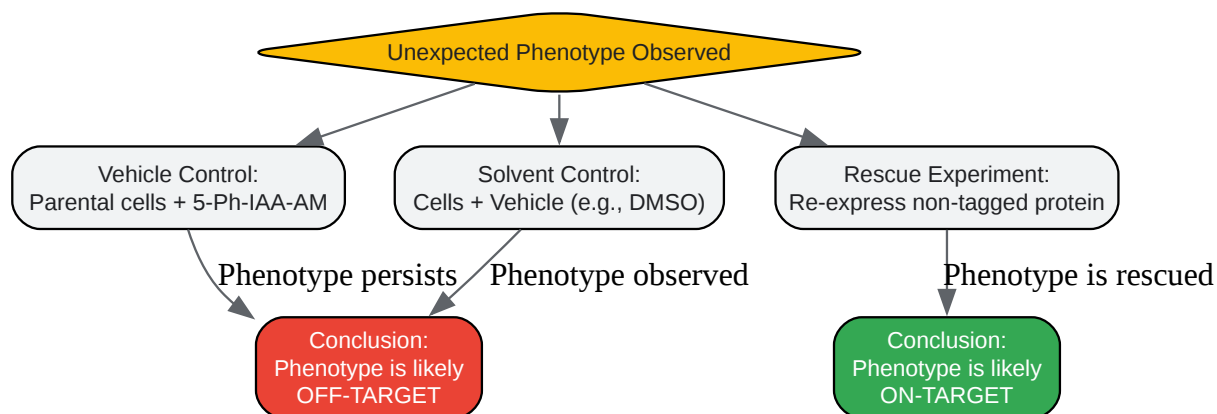 Unexpected Phenotype Observed
Vehicle Control:
Parental cells + 5-Ph-IAA-AM
Solvent Control:
Cells + Vehicle (e.g., DMSO)
Rescue Experiment:
Re-express non-tagged protein
Phenotype persists
Phenotype observed
Phenotype is rescued
Conclusion:
Phenotype is likely
OFF-TARGET
Conclusion:
Phenotype is likely
ON-TARGET